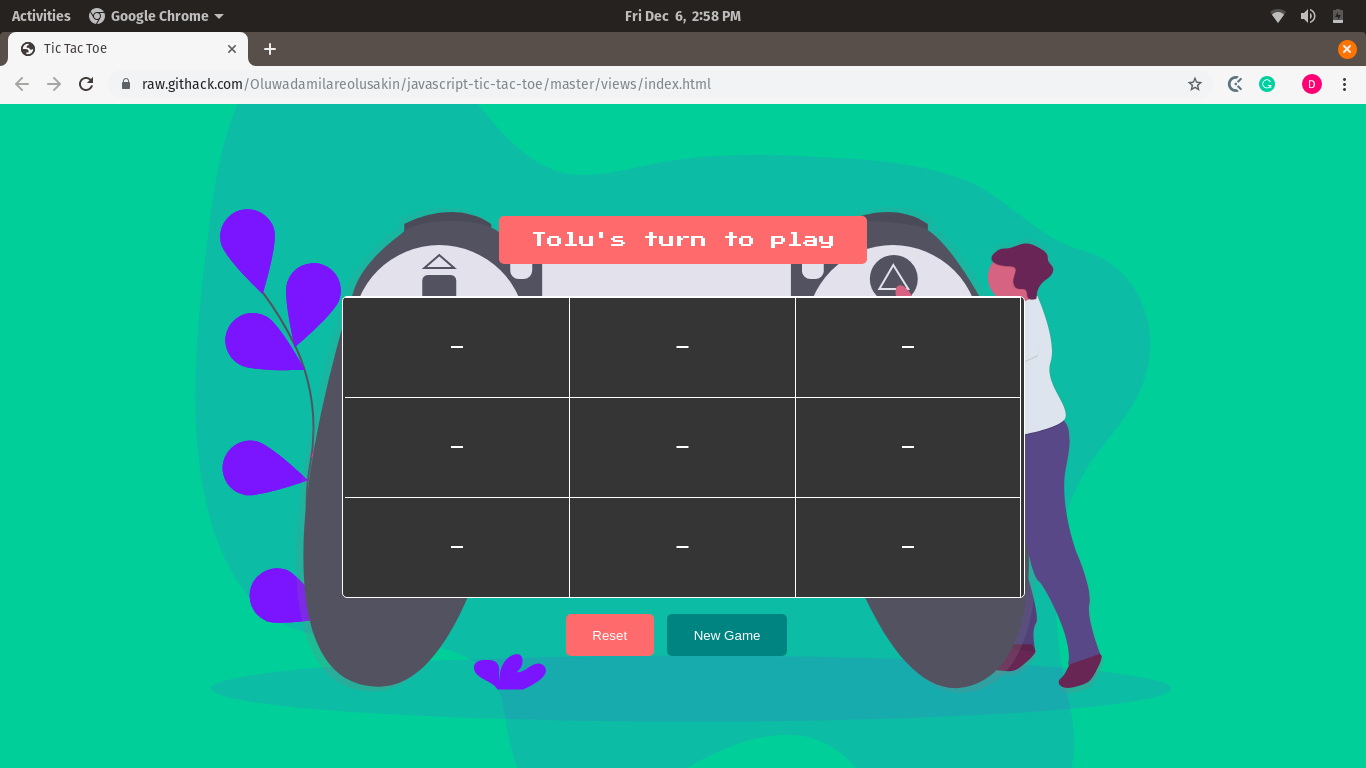 Activities Google Chrome Fri Dec 6, 2:58 PM
Tic Tac Toe
raw.githack.com/Oluwadamilareolusakin/javascript-tic-tac-toe/master/views/index.html D
Tolu's turn to play
– – –
– – –
– – –
Reset New Game